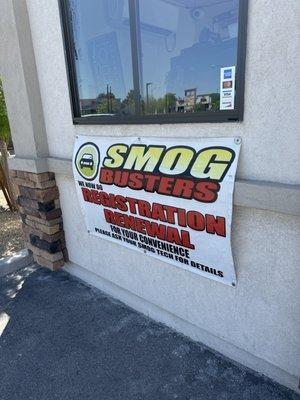 SMOG
BUSTERS
WE NOW DO
REGISTRATION
RENEWAL
FOR YOUR CONVENIENCE
PLEASE ASK YOUR SMOG TECH FOR DETAILS